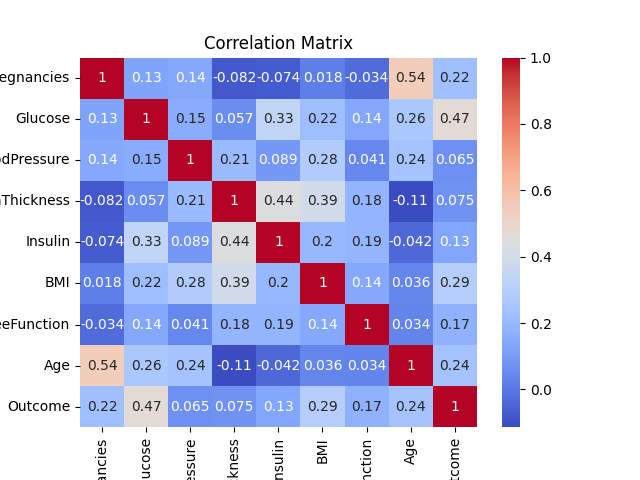 Correlation Matrix
egnancies 1 0.13 0.14 -0.082 -0.074 0.018 -0.034 0.54 0.22
Glucose 0.13 1 0.15 0.057 0.33 0.22 0.14 0.26 0.47
odPressure 0.14 0.15 1 0.21 0.089 0.28 0.041 0.24 0.065
nThickness -0.082 0.057 0.21 1 0.44 0.39 0.18 -0.11 0.075
Insulin -0.074 0.33 0.089 0.44 1 0.2 0.19 -0.042 0.13
BMI 0.018 0.22 0.28 0.39 0.2 1 0.14 0.036 0.29
eeFunction -0.034 0.14 0.041 0.18 0.19 0.14 1 0.034 0.17
Age 0.54 0.26 0.24 -0.11 -0.042 0.036 0.034 1 0.24
Outcome 0.22 0.47 0.065 0.075 0.13 0.29 0.17 0.24 1
ancies ucose essure ckness nsulin BMI nction Age tcome
1.0
0.8
0.6
0.4
0.2
0.0